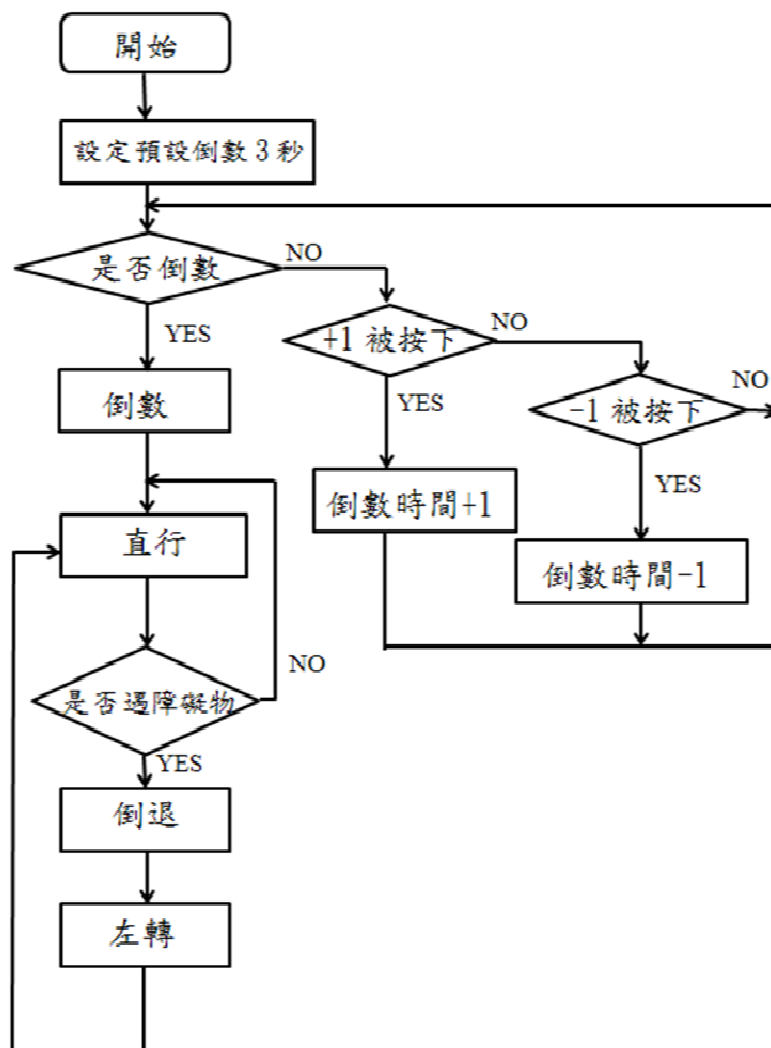 開始
設定預設倒數 3 秒
是否倒數
NO
YES
+1 被按下
NO
YES
-1 被按下
NO
YES
倒數
倒數時間+1
倒數時間-1
直行
是否遇障礙物
NO
YES
倒退
左轉